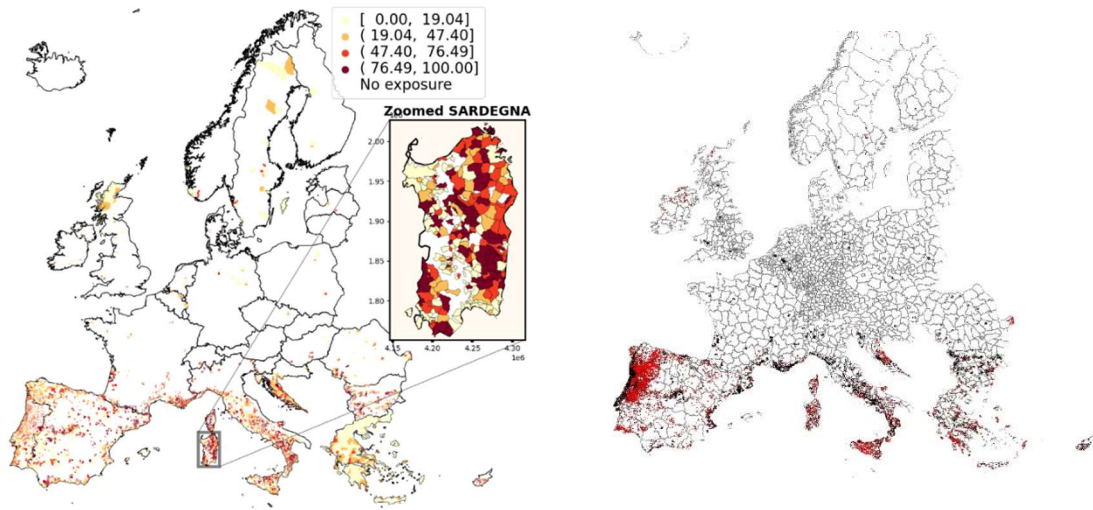 [ 0.00, 19.04]
( 19.04, 47.40]
( 47.40, 76.49]
( 76.49, 100.00]
No exposure
Zoomed SARDEGNA
2.00
1.95
1.90
1.85
1.80
4.15 4.20 4.25 4.30
1e6